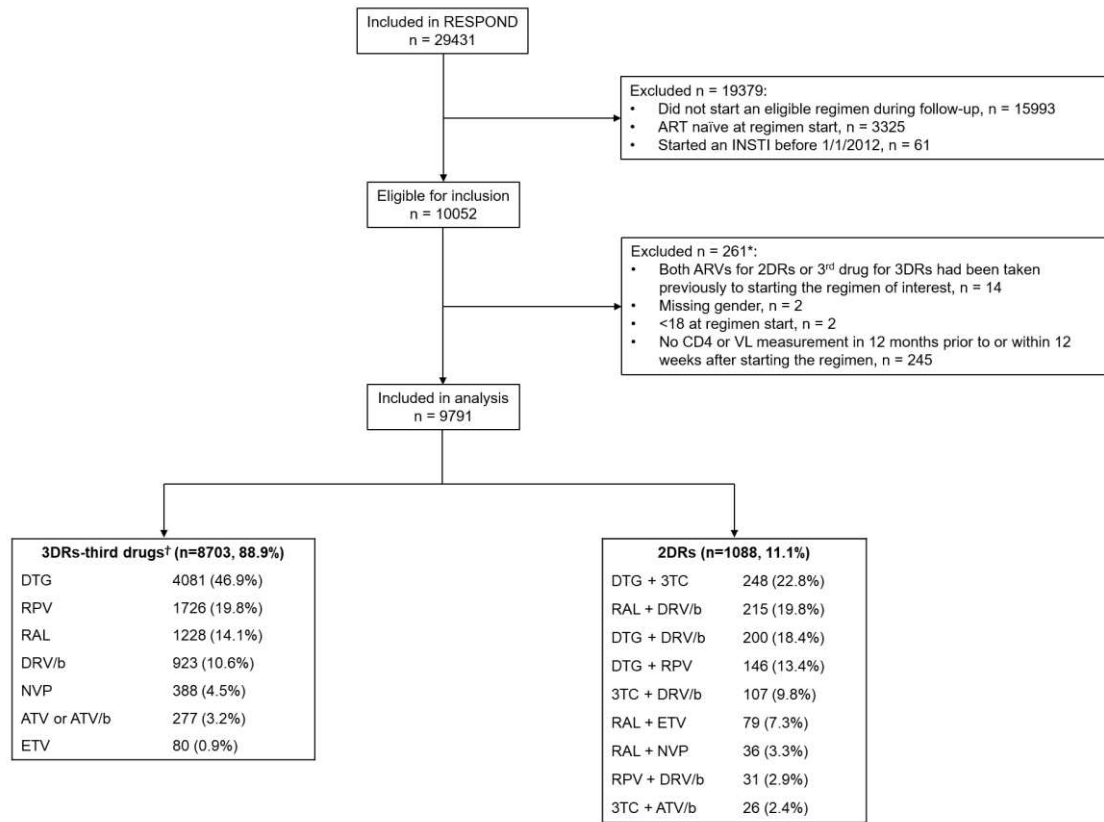 Included in RESPOND
n = 29431
Excluded n = 19379:
• Did not start an eligible regimen during follow-up, n = 15993
• ART naïve at regimen start, n = 3325
• Started an INSTI before 1/1/2012, n = 61
Eligible for inclusion
n = 10052
Excluded n = 261*:
• Both ARVs for 2DRs or 3rd drug for 3DRs had been taken
previously to starting the regimen of interest, n = 14
• Missing gender, n = 2
• <18 at regimen start, n = 2
• No CD4 or VL measurement in 12 months prior to or within 12
weeks after starting the regimen, n = 245
Included in analysis
n = 9791
3DRs-third drugs† (n=8703, 88.9%)
DTG 4081 (46.9%)
RPV 1726 (19.8%)
RAL 1228 (14.1%)
DRV/b 923 (10.6%)
NVP 388 (4.5%)
ATV or ATV/b 277 (3.2%)
ETV 80 (0.9%)
2DRs (n=1088, 11.1%)
DTG + 3TC 248 (22.8%)
RAL + DRV/b 215 (19.8%)
DTG + DRV/b 200 (18.4%)
DTG + RPV 146 (13.4%)
3TC + DRV/b 107 (9.8%)
RAL + ETV 79 (7.3%)
RAL + NVP 36 (3.3%)
RPV + DRV/b 31 (2.9%)
3TC + ATV/b 26 (2.4%)